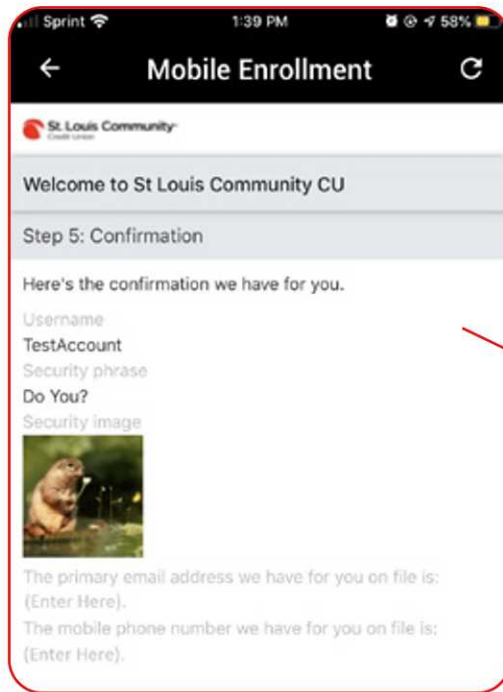 Sprint 1:39 PM 58%
Mobile Enrollment
St. Louis Community
Credit Union
Welcome to St Louis Community CU
Step 5: Confirmation
Here's the confirmation we have for you.
Username
TestAccount
Security phrase
Do You?
Security image
The primary email address we have for you on file is:
(Enter Here).
The mobile phone number we have for you on file is:
(Enter Here).